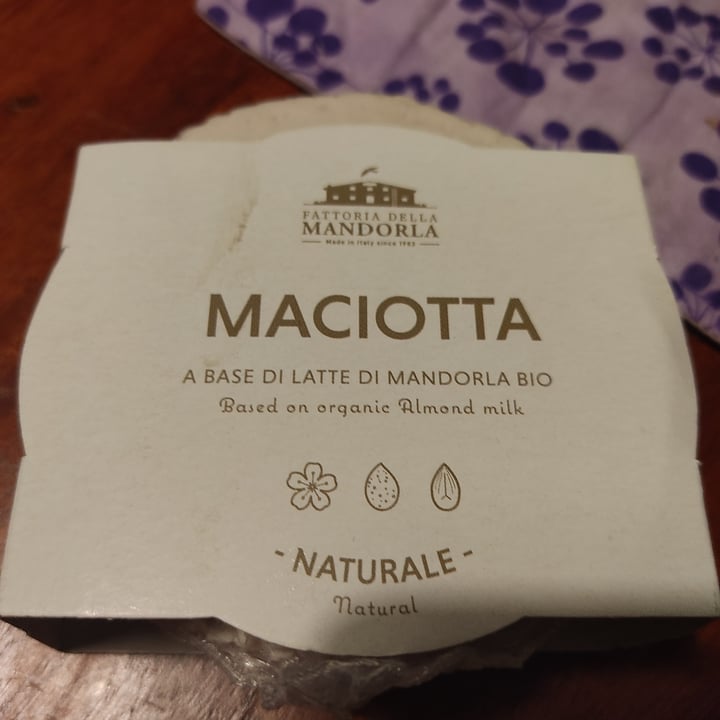 FATTORIA DELLA
MANDORLA
Made in Italy since 1982
MACIOTTA
A BASE DI LATTE DI MANDORLA BIO
Based on organic Almond milk
- NATURALE -
Natural